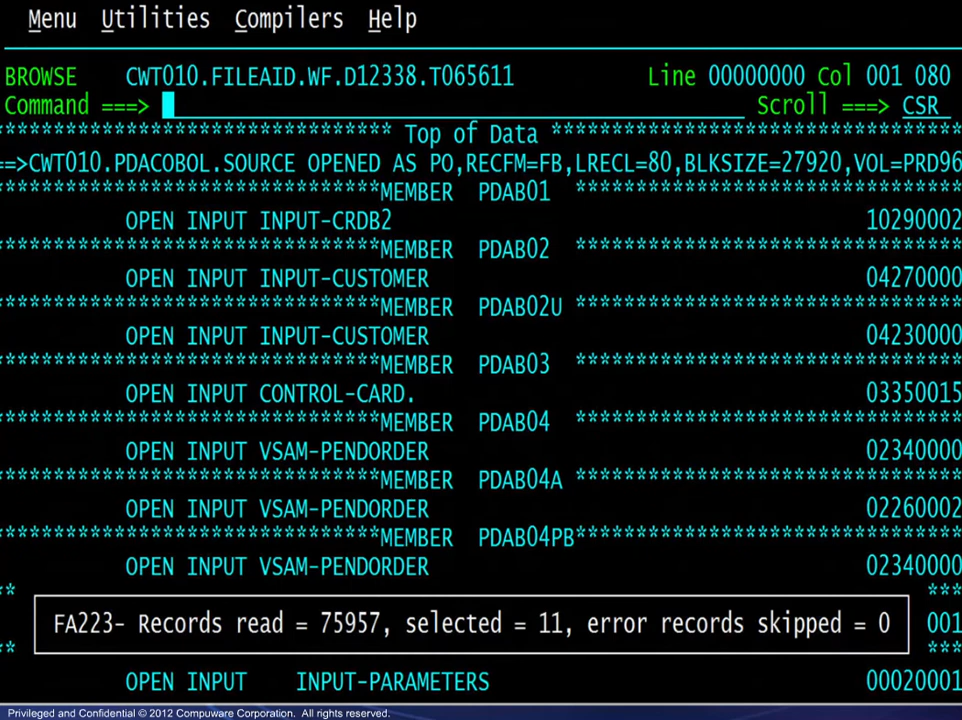 Menu Utilities Compilers Help
BROWSE CWT010.FILEAID.WF.D12338.T065611 Line 00000000 Col 001 080
Command ===> Scroll ===> CSR
********************************* Top of Data **********************************
==>CWT010.PDACOBOL.SOURCE OPENED AS PO,RECFM=FB,LRECL=80,BLKSIZE=27920,VOL=PRD96
********************************MEMBER PDAB01 ********************************
OPEN INPUT INPUT-CRDB2 10290002
********************************MEMBER PDAB02 ********************************
OPEN INPUT INPUT-CUSTOMER 04270000
********************************MEMBER PDAB02U ********************************
OPEN INPUT INPUT-CUSTOMER 04230000
********************************MEMBER PDAB03 ********************************
OPEN INPUT CONTROL-CARD. 03350015
********************************MEMBER PDAB04 ********************************
OPEN INPUT VSAM-PENDORDER 02340000
********************************MEMBER PDAB04A ********************************
OPEN INPUT VSAM-PENDORDER 02260002
********************************MEMBER PDAB04PB********************************
OPEN INPUT VSAM-PENDORDER 02340000
** ***
FA223- Records read = 75957, selected = 11, error records skipped = 0 001
** ***
OPEN INPUT INPUT-PARAMETERS 00020001
Privileged and Confidential © 2012 Compuware Corporation. All rights reserved.